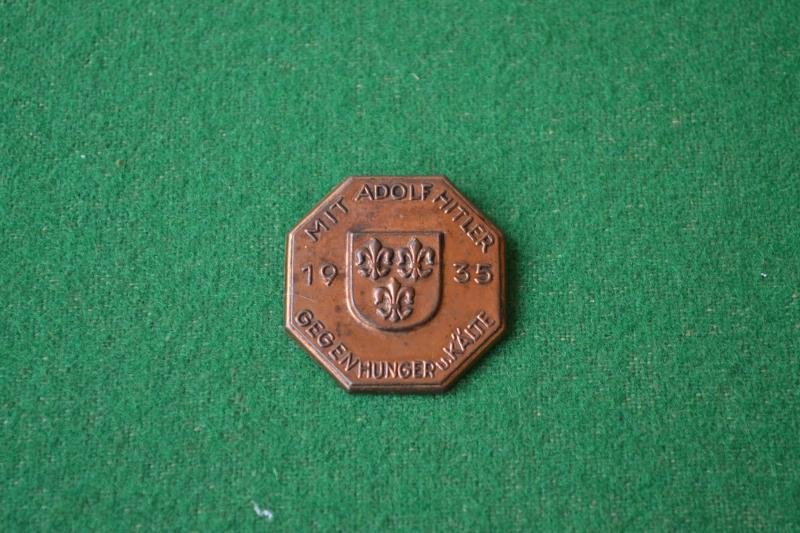 MIT ADOLF HITLER
19 35
GEGEN HUNGER u. KÄLTE